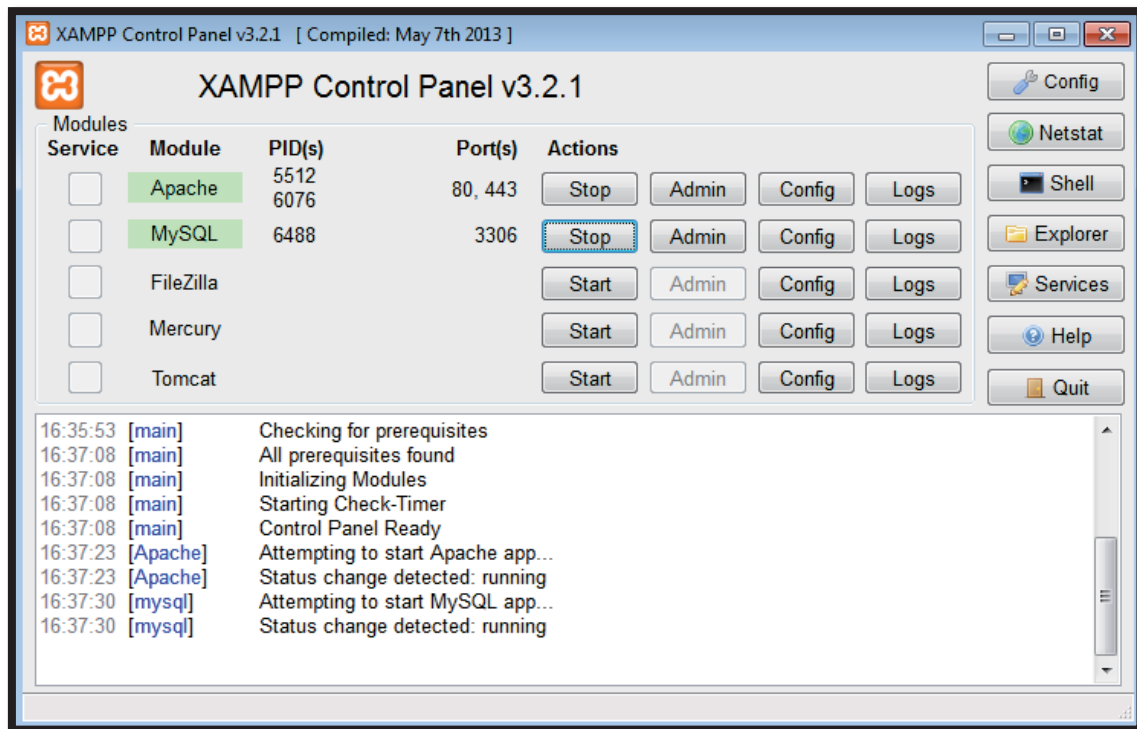 XAMPP Control Panel v3.2.1 [ Compiled: May 7th 2013 ]
XAMPP Control Panel v3.2.1
Config
Modules
Netstat
Service Module PID(s) Port(s) Actions
Apache 5512 6076 80, 443 Stop Admin Config Logs
Shell
MySQL 6488 3306 Stop Admin Config Logs
Explorer
FileZilla Start Admin Config Logs
Services
Mercury Start Admin Config Logs
Help
Tomcat Start Admin Config Logs
Quit
16:35:53 [main] Checking for prerequisites
16:37:08 [main] All prerequisites found
16:37:08 [main] Initializing Modules
16:37:08 [main] Starting Check-Timer
16:37:08 [main] Control Panel Ready
16:37:23 [Apache] Attempting to start Apache app...
16:37:23 [Apache] Status change detected: running
16:37:30 [mysql] Attempting to start MySQL app...
16:37:30 [mysql] Status change detected: running